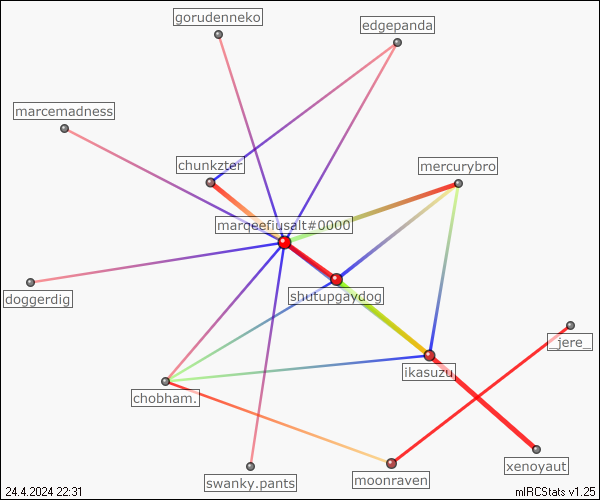 gorudenneko
edgepanda
marcemadness
chunkzter
mercurybro
marqeefiusalt#0000
doggerdig
shutupgaydog
_jere_
ikasuzu
chobham.
xenoyaut
swanky.pants
moonraven
24.4.2024 22:31
mIRCStats v1.25